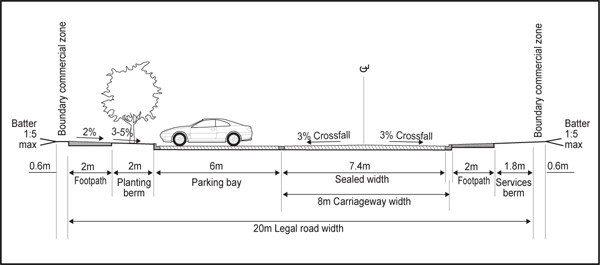 Boundary commercial zone
Boundary commercial zone
Batter
1:5
max
2%
3-5%
3% Crossfall
3% Crossfall
Batter
1:5
max
0.6m
2m
Footpath
2m
Planting
berm
6m
Parking bay
7.4m
Sealed width
2m
Footpath
1.8m
Services
berm
0.6m
8m Carriageway width
20m Legal road width